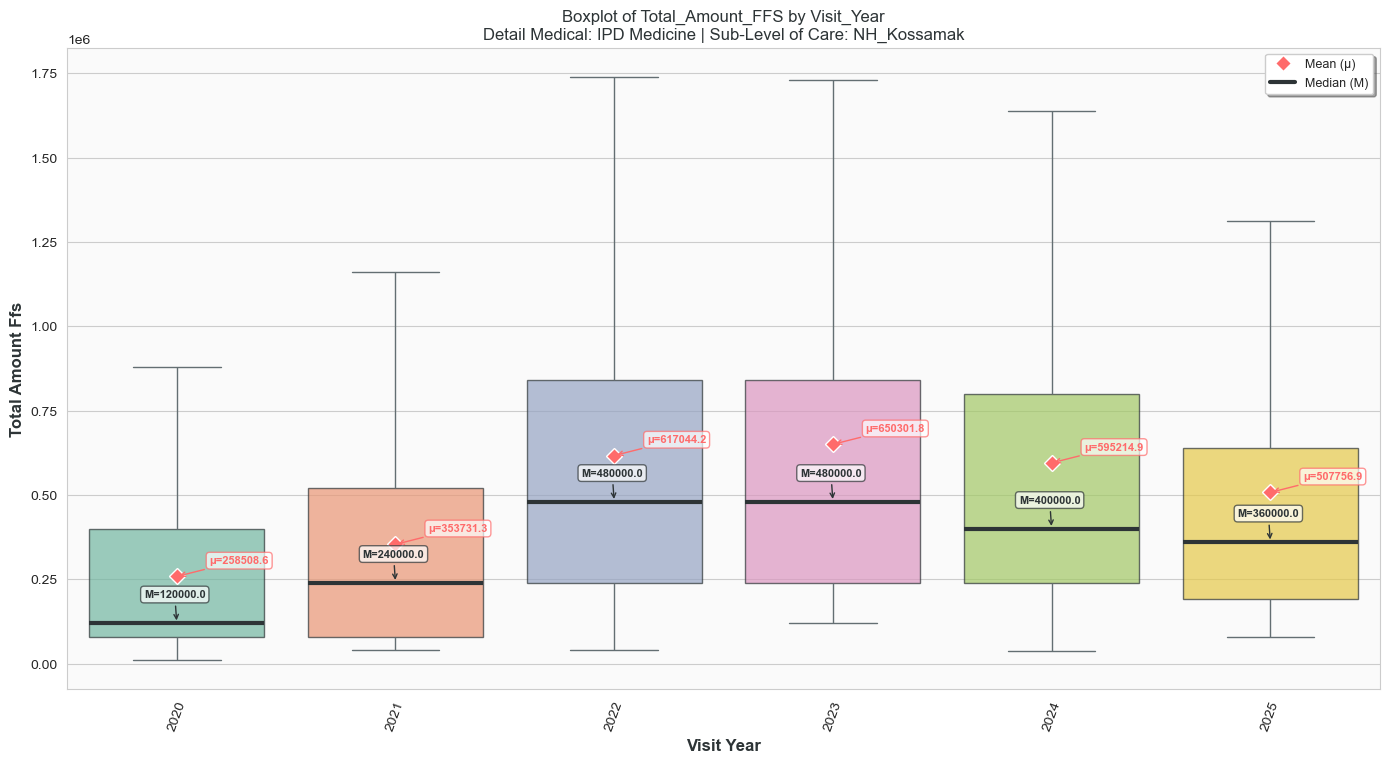 Boxplot of Total_Amount_FFS by Visit_Year
Detail Medical: IPD Medicine | Sub-Level of Care: NH_Kossamak
1e6
Mean (μ)
Median (M)
1.75
1.50
1.25
1.00
0.75
0.50
0.25
0.00
Total Amount Ffs
μ=258508.6
M=120000.0
μ=353731.3
M=240000.0
μ=617044.2
M=480000.0
μ=650301.8
M=480000.0
μ=595214.9
M=400000.0
μ=507756.9
M=360000.0
2020
2021
2022
2023
2024
2025
Visit Year